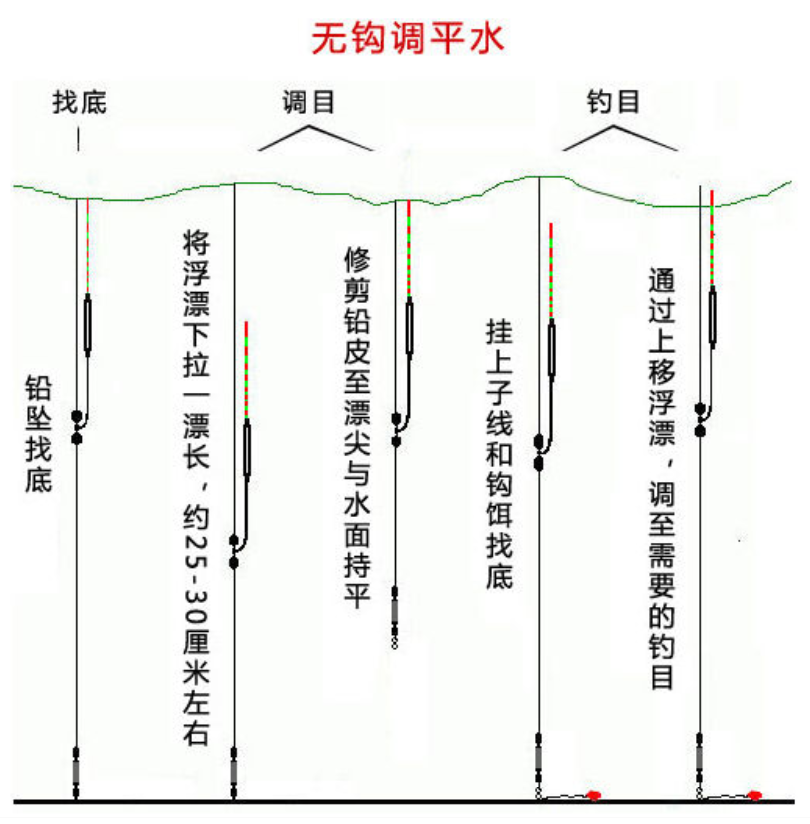 无钩调平水
找底
调目
钓目
铅坠找底
将浮漂下拉一漂长，约25-30厘米左右
修剪铅皮至漂尖与水面持平
挂上子线和钩饵找底
通过上移浮漂，调至需要的钓目